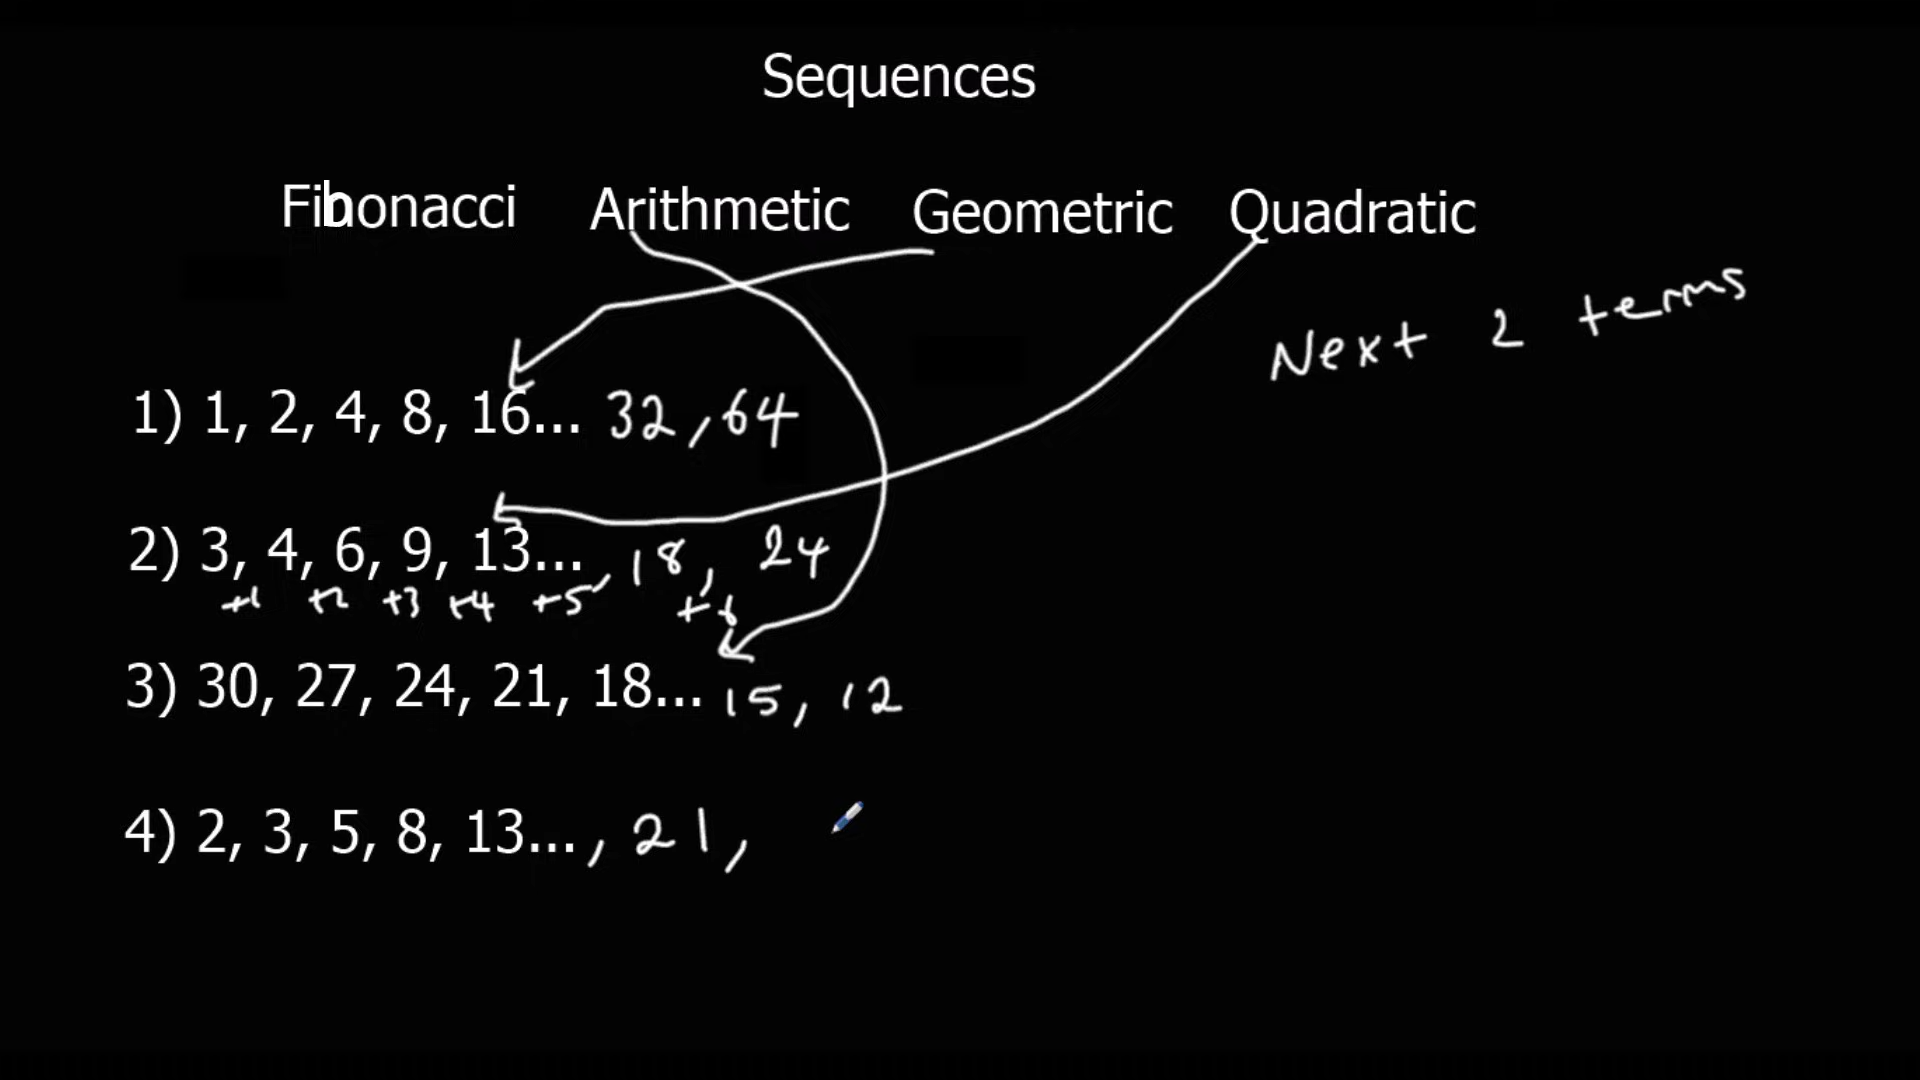 Sequences
Fibonacci Arithmetic Geometric Quadratic
Next 2 terms
1) 1, 2, 4, 8, 16... 32, 64
2) 3, 4, 6, 9, 13... , 18, 24
+1 +2 +3 +4 +5 +6
3) 30, 27, 24, 21, 18... 15, 12
4) 2, 3, 5, 8, 13... , 21,